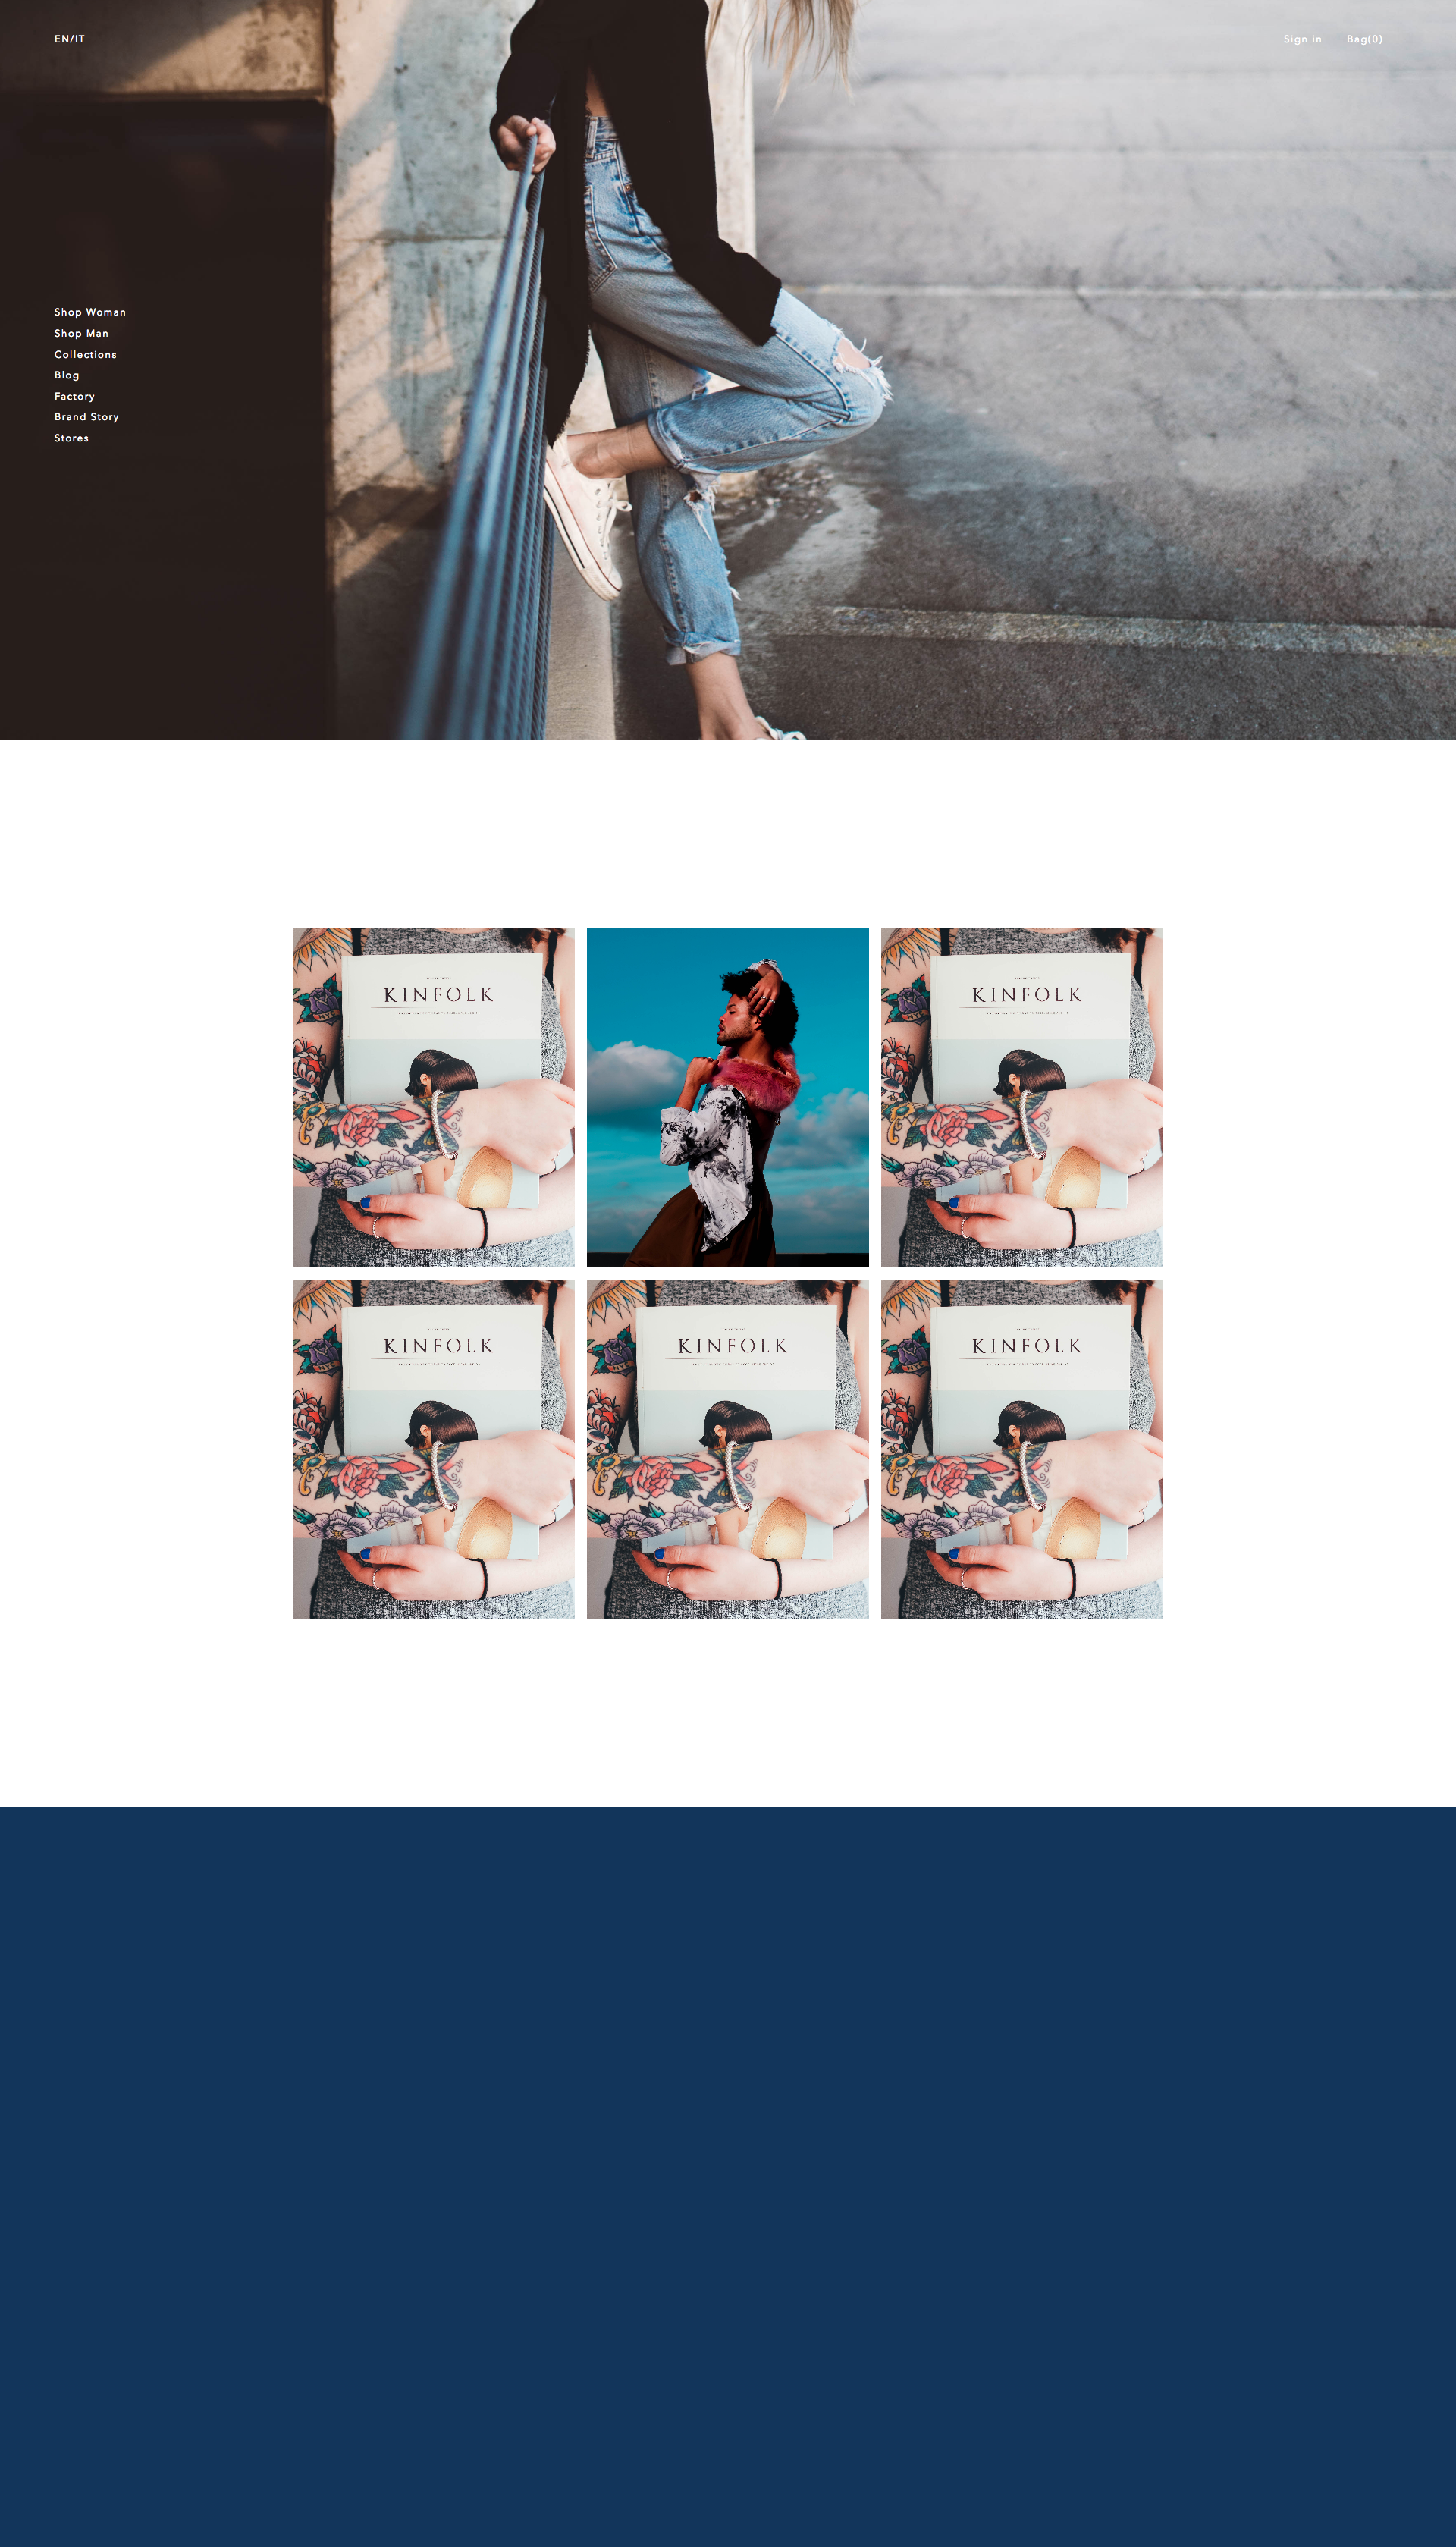 EN/IT
Sign in
Bag(0)
Shop Woman
Shop Man
Collections
Blog
Factory
Brand Story
Stores
KINFOLK
KINFOLK
KINFOLK
KINFOLK
KINFOLK